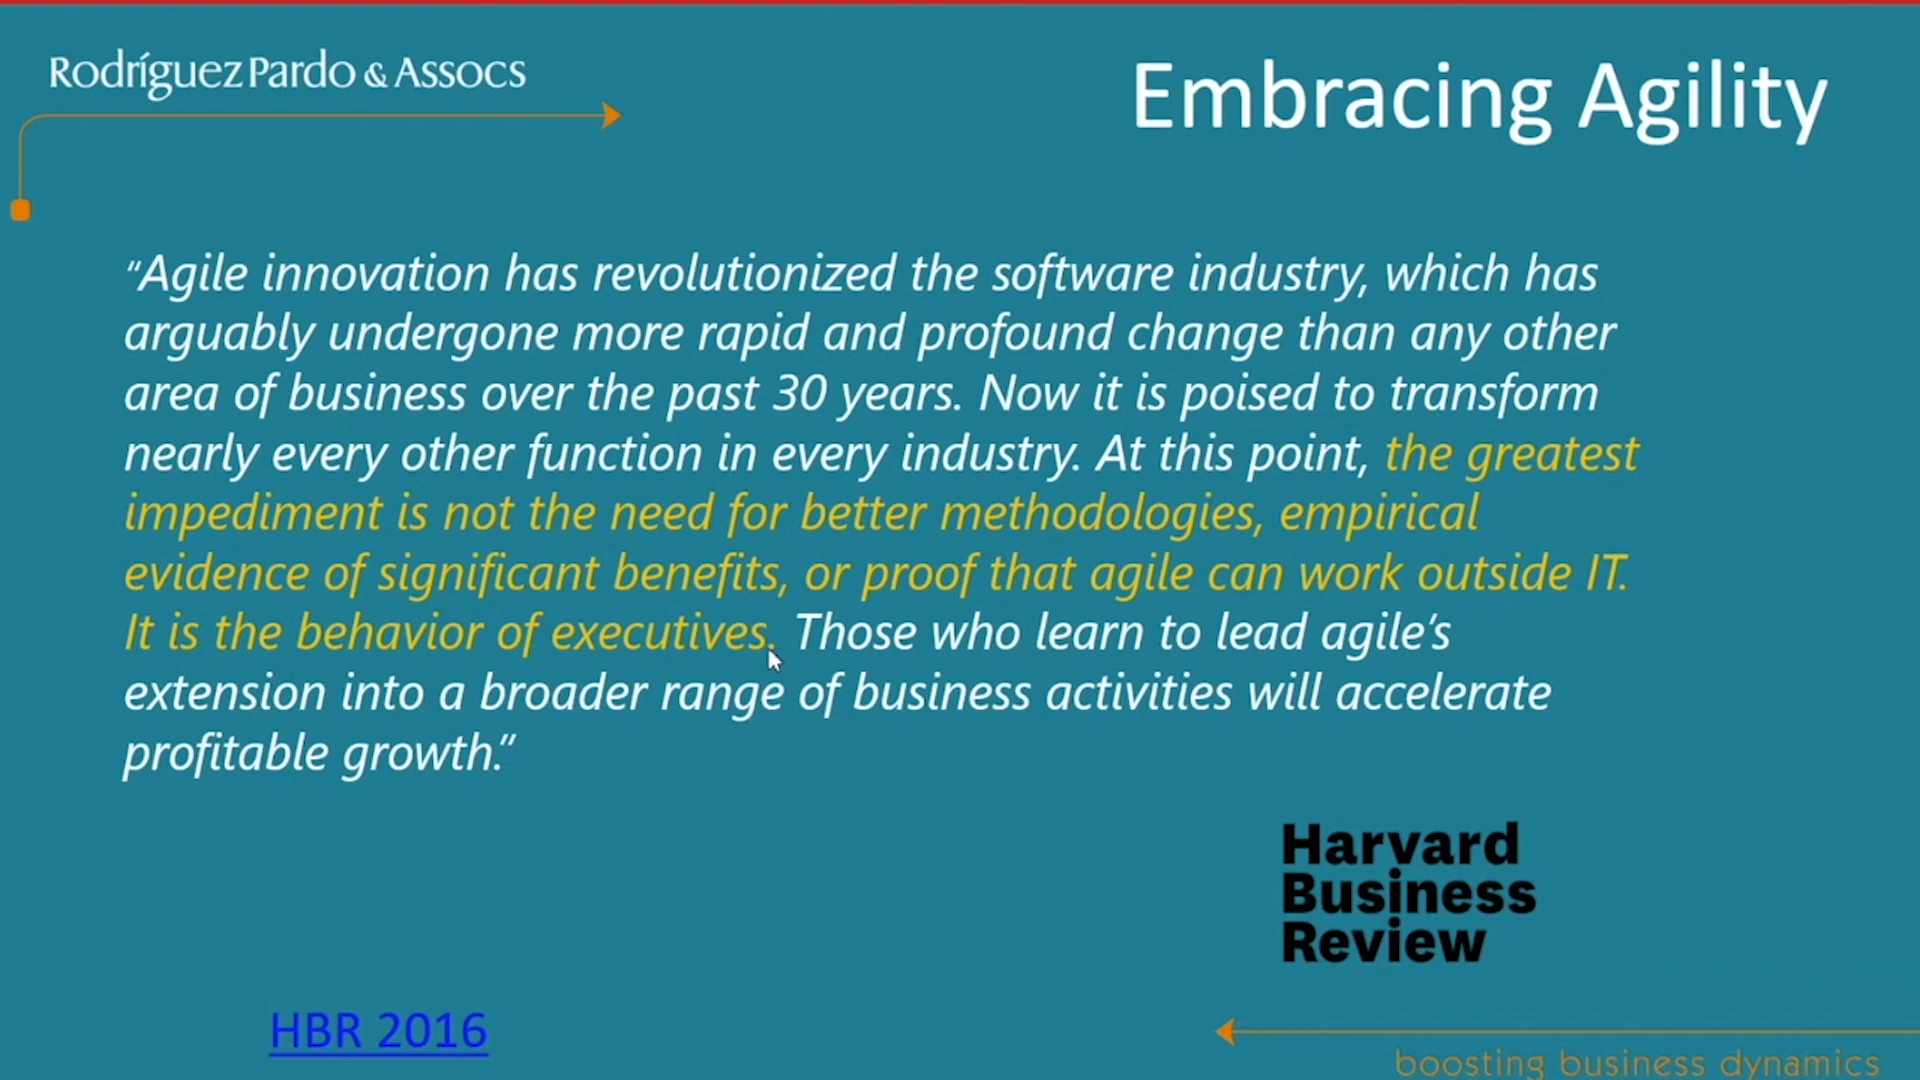 Rodríguez Pardo & Assocs
Embracing Agility
“Agile innovation has revolutionized the software industry, which has
arguably undergone more rapid and profound change than any other
area of business over the past 30 years. Now it is poised to transform
nearly every other function in every industry. At this point, the greatest
impediment is not the need for better methodologies, empirical
evidence of significant benefits, or proof that agile can work outside IT.
It is the behavior of executives. Those who learn to lead agile’s
extension into a broader range of business activities will accelerate
profitable growth.”
Harvard
Business
Review
HBR 2016
boosting business dynamics